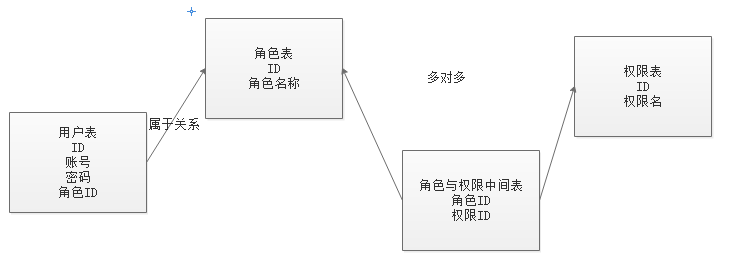 用户表
ID
账号
密码
角色ID
属于关系
角色表
ID
角色名称
多对多
角色与权限中间表
角色ID
权限ID
权限表
ID
权限名